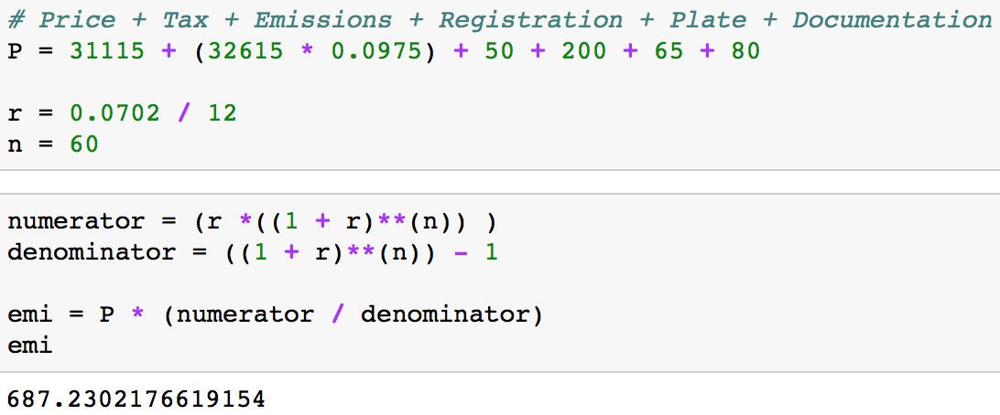 # Price + Tax + Emissions + Registration + Plate + Documentation
P = 31115 + (32615 * 0.0975) + 50 + 200 + 65 + 80
r = 0.0702 / 12
n = 60
numerator = (r *((1 + r)**(n)) )
denominator = ((1 + r)**(n)) - 1
emi = P * (numerator / denominator)
emi
687.2302176619154